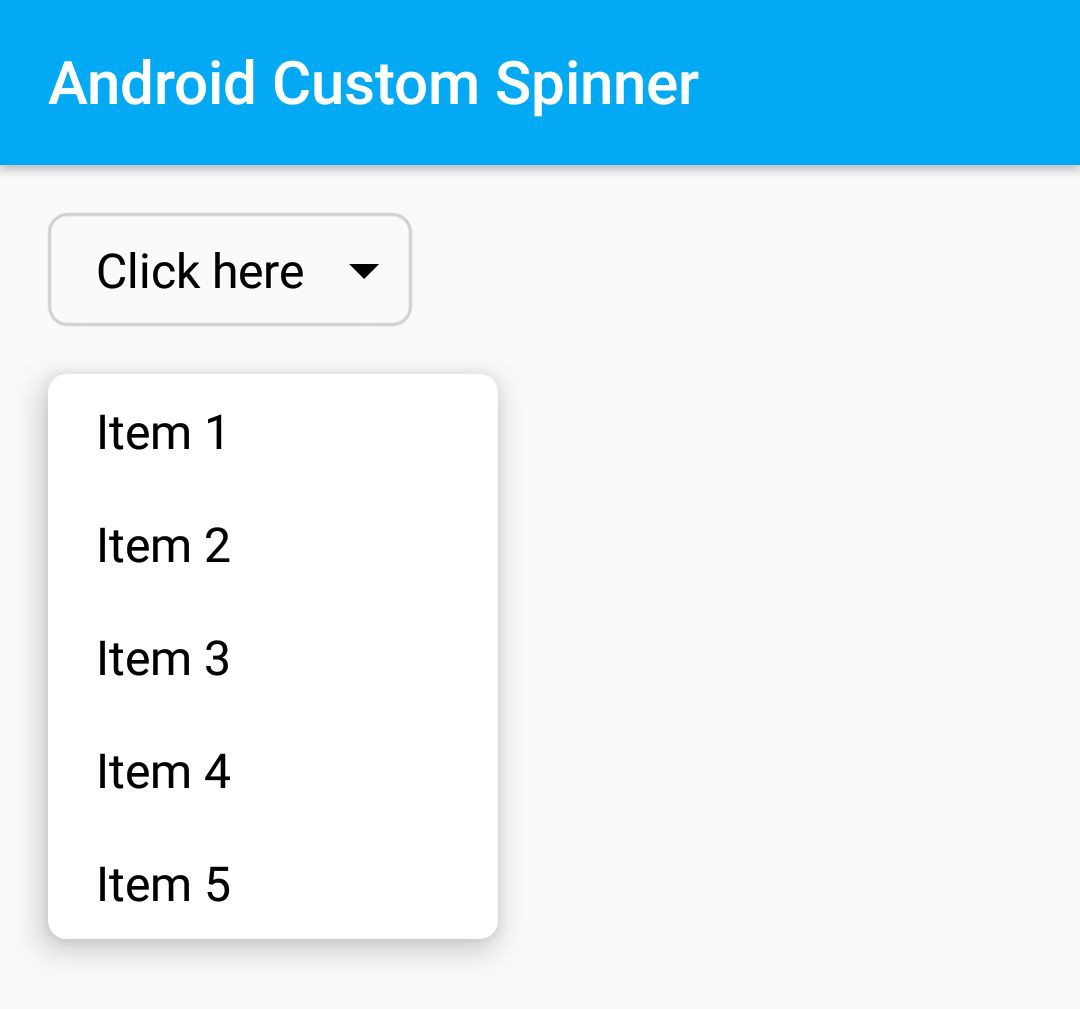 Android Custom Spinner
Click here
Item 1
Item 2
Item 3
Item 4
Item 5